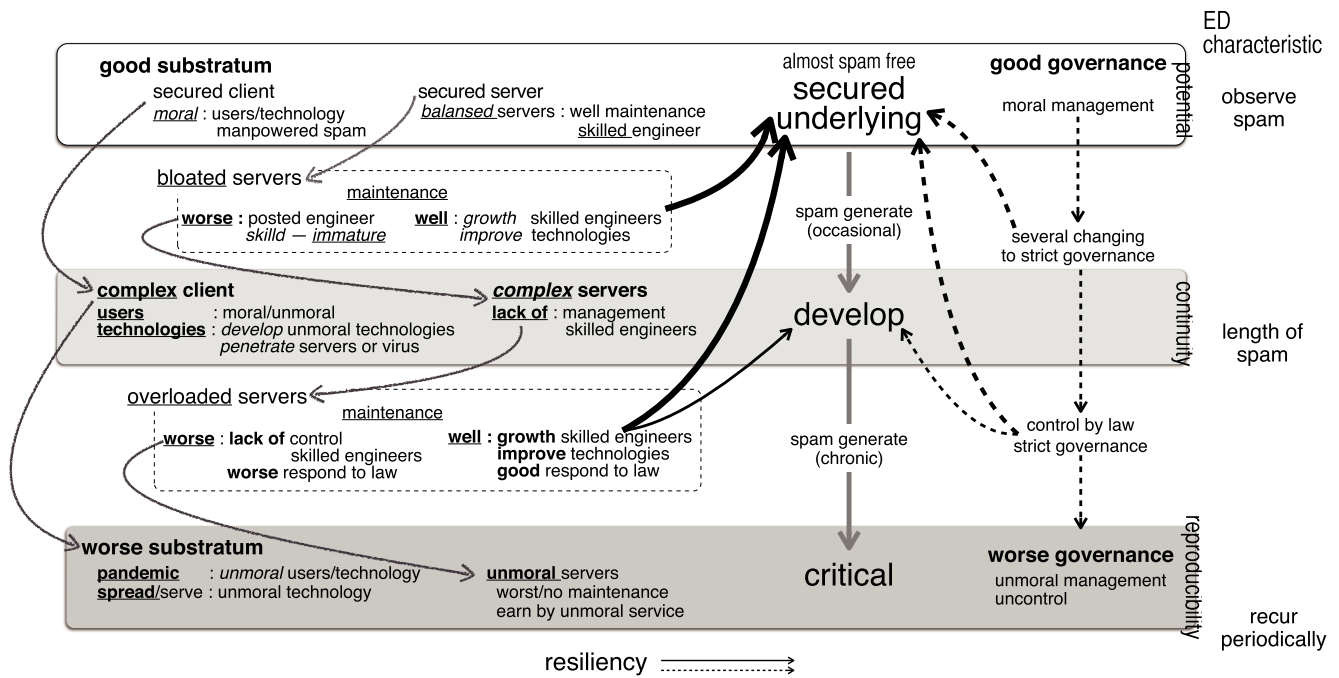 ED
characteristic
good substratum
secured client
moral : users/technology
manpowered spam
secured server
balansed servers : well maintenance
skilled engineer
almost spam free
secured
underlying
good governance
moral management
potential
observe
spam
bloated servers
maintenance
worse : posted engineer
skilld — immature
well : growth skilled engineers
improve technologies
spam generate
(occasional)
several changing
to strict governance
complex client
users : moral/unmoral
technologies : develop unmoral technologies
penetrate servers or virus
complex servers
lack of : management
skilled engineers
develop
continuity
length of
spam
overloaded servers
maintenance
worse : lack of control
skilled engineers
worse respond to law
well : growth skilled engineers
improve technologies
good respond to law
spam generate
(chronic)
control by law
strict governance
worse substratum
pandemic : unmoral users/technology
spread/serve : unmoral technology
unmoral servers
worst/no maintenance
earn by unmoral service
critical
worse governance
unmoral management
uncontrol
reproducibility
recur
periodically
resiliency